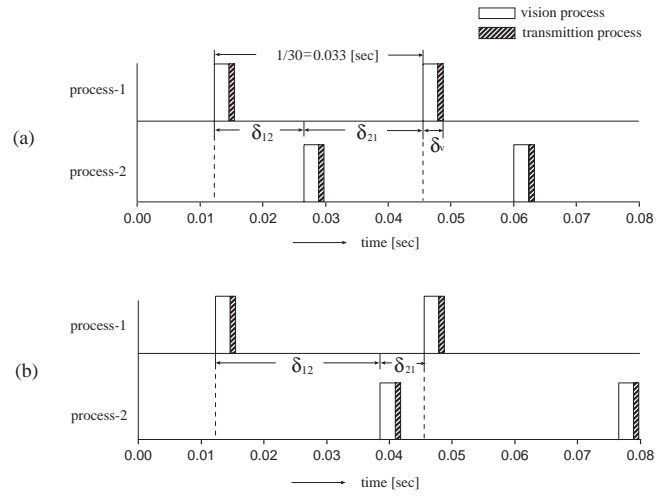 vision process
transmittion process
1/30=0.033 [sec]
process-1
(a)
δ12
δ21
δv
process-2
0.00 0.01 0.02 0.03 0.04 0.05 0.06 0.07 0.08
time [sec]
process-1
(b)
δ12
δ21
process-2
0.00 0.01 0.02 0.03 0.04 0.05 0.06 0.07 0.08
time [sec]